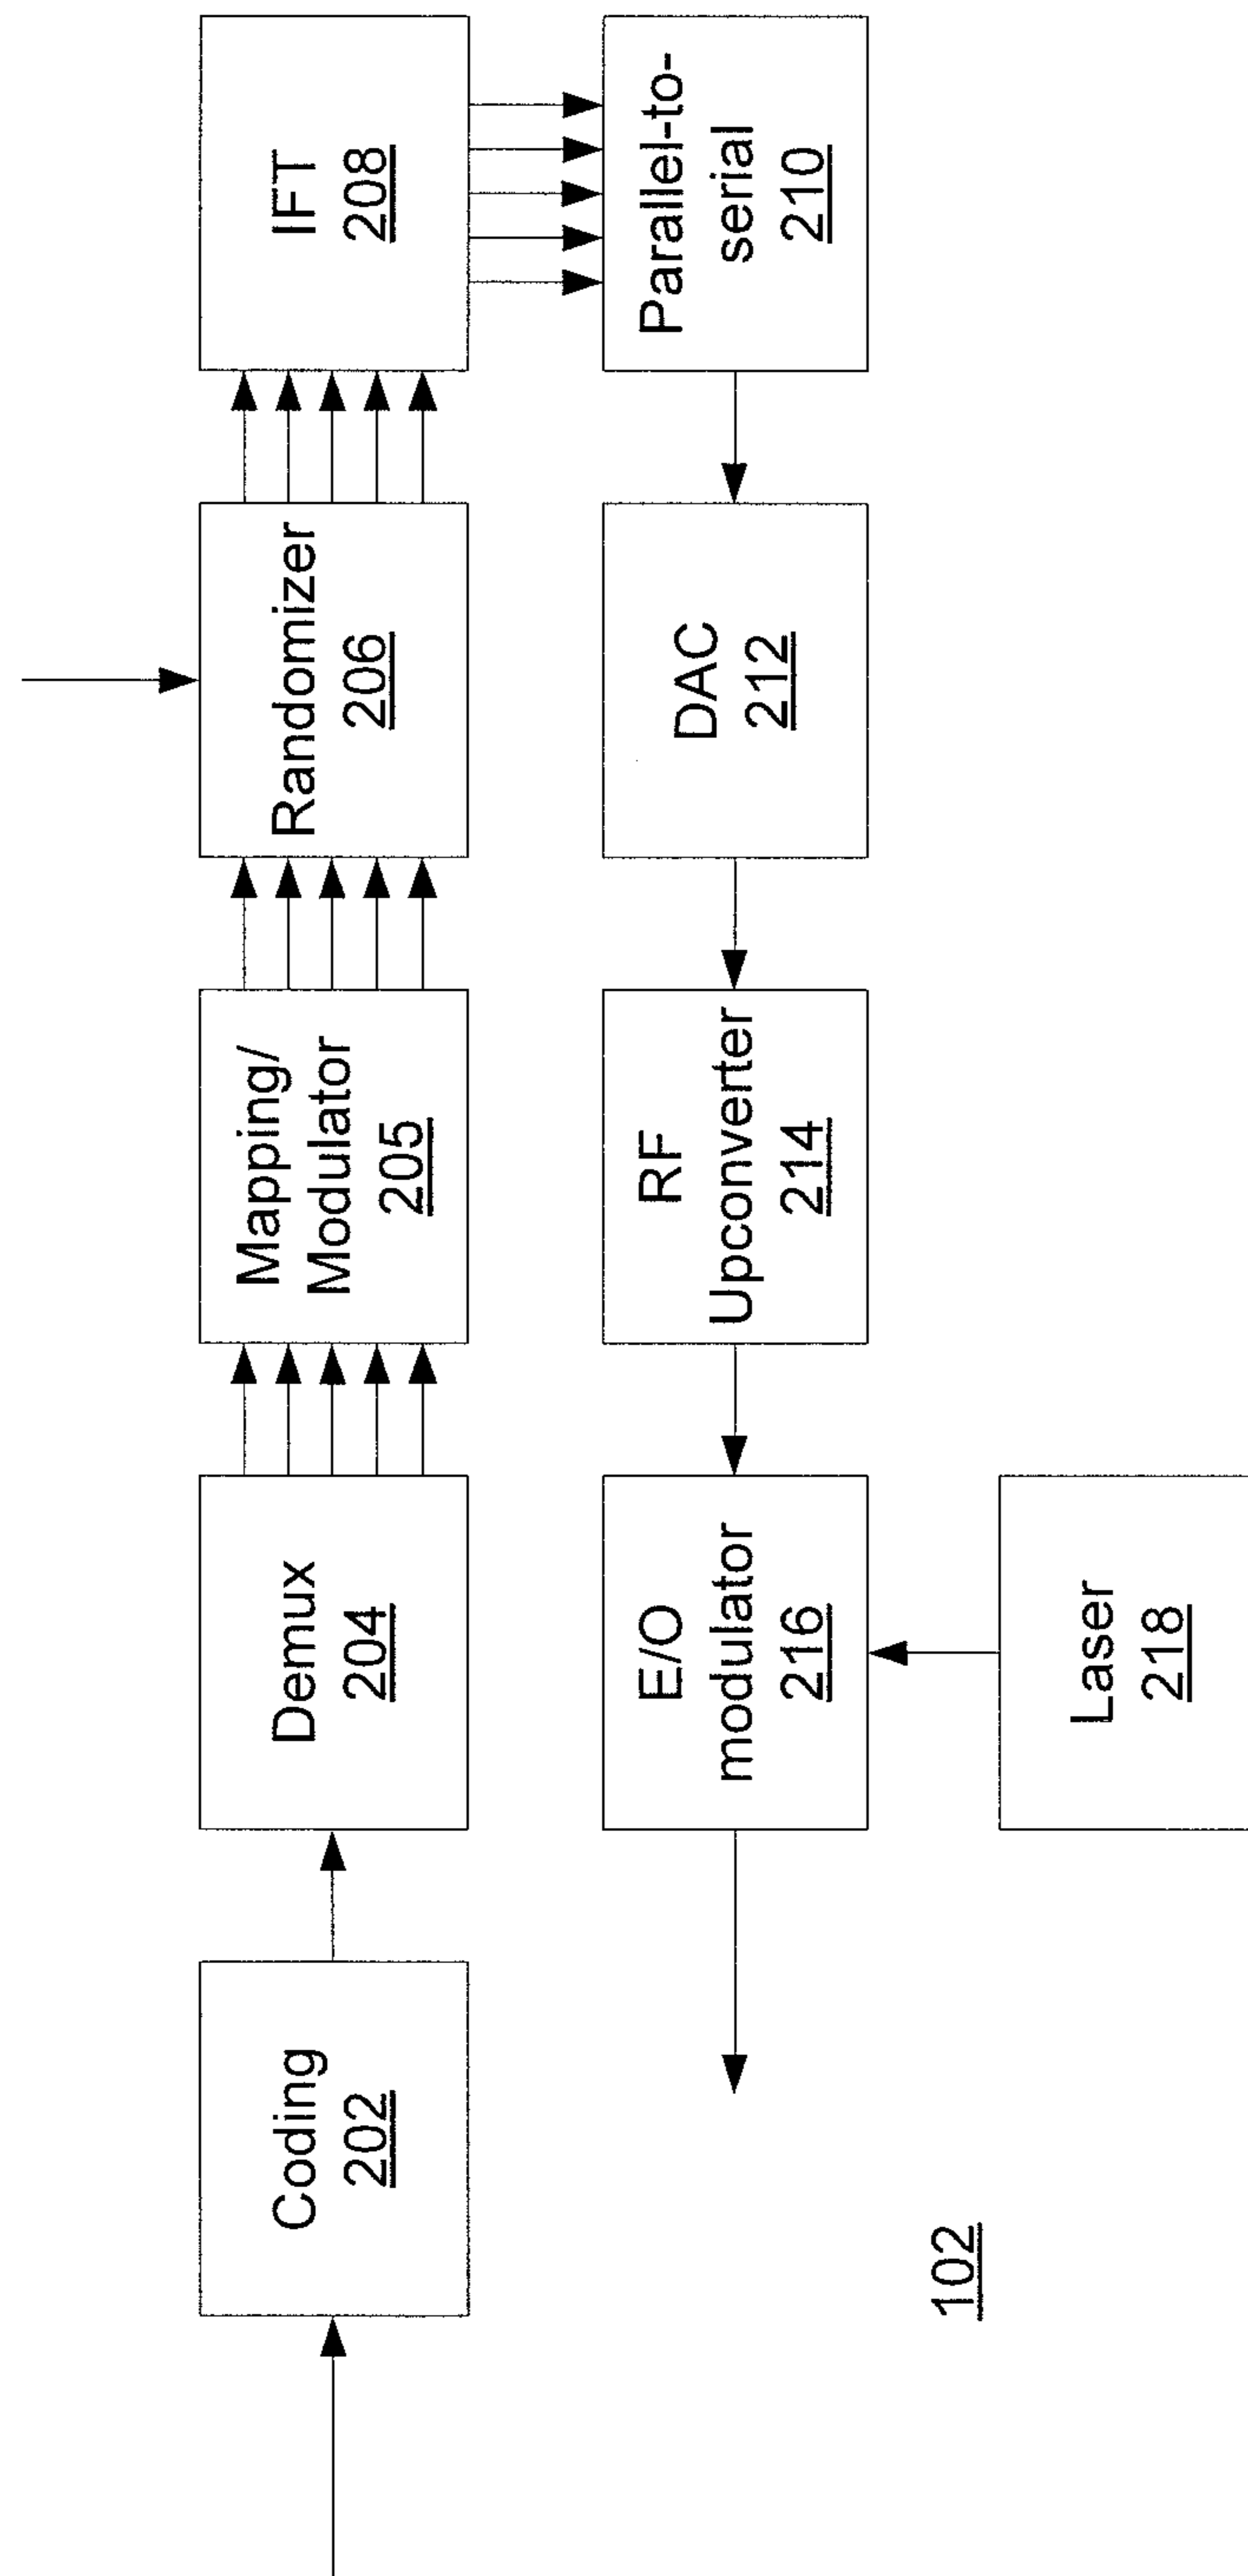 Coding
202
Demux
204
Mapping/
Modulator
205
Randomizer
206
IFT
208
Parallel-to-
serial
210
DAC
212
RF
Upconverter
214
E/O
modulator
216
Laser
218
102